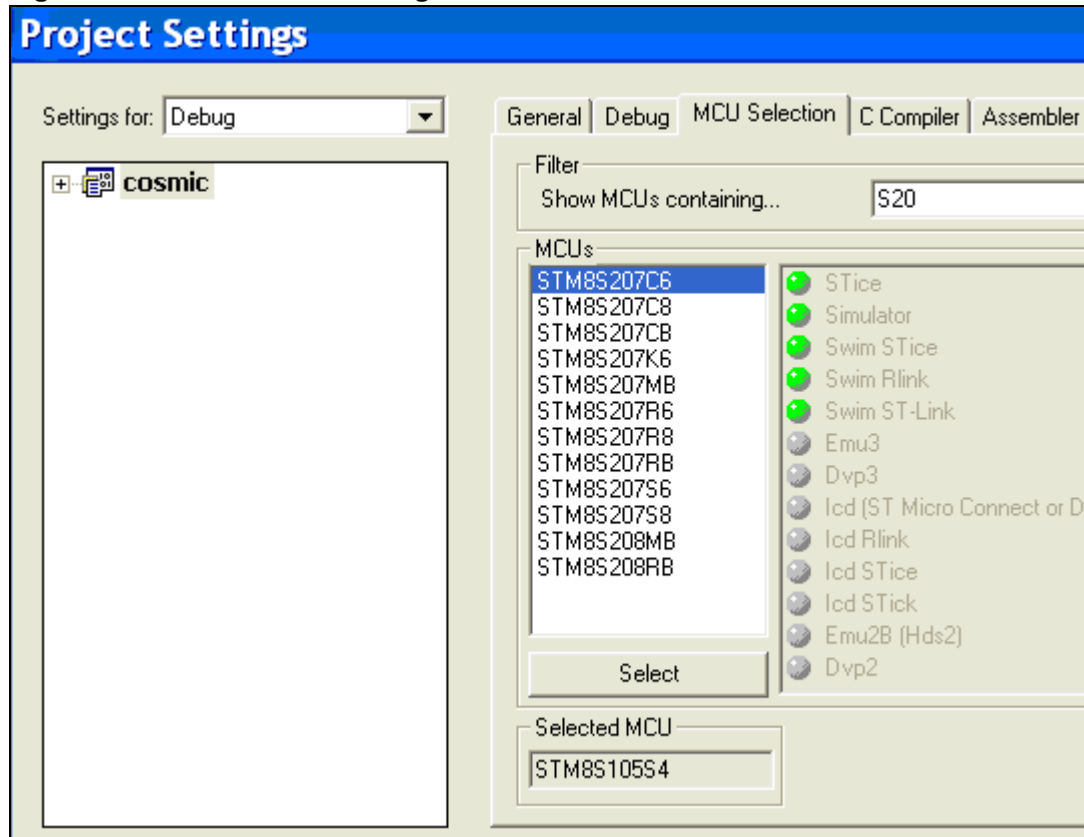 Project Settings
Settings for: Debug
cosmic
General Debug MCU Selection C Compiler Assembler
Filter
Show MCUs containing... S20
MCUs
STM8S207C6
STM8S207C8
STM8S207CB
STM8S207K6
STM8S207MB
STM8S207R6
STM8S207R8
STM8S207RB
STM8S207S6
STM8S207S8
STM8S208MB
STM8S208RB
STice
Simulator
Swim STice
Swim Rlink
Swim ST-Link
Emu3
Dvp3
Icd (ST Micro Connect or D
Icd Rlink
Icd STice
Icd STick
Emu2B (Hds2)
Dvp2
Select
Selected MCU
STM8S105S4